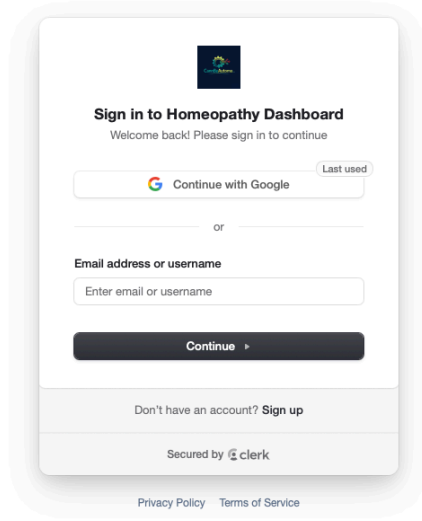 Sign in to Homeopathy Dashboard
Welcome back! Please sign in to continue
Last used
Continue with Google
or
Email address or username
Enter email or username
Continue
Don't have an account? Sign up
Secured by clerk
Privacy Policy Terms of Service